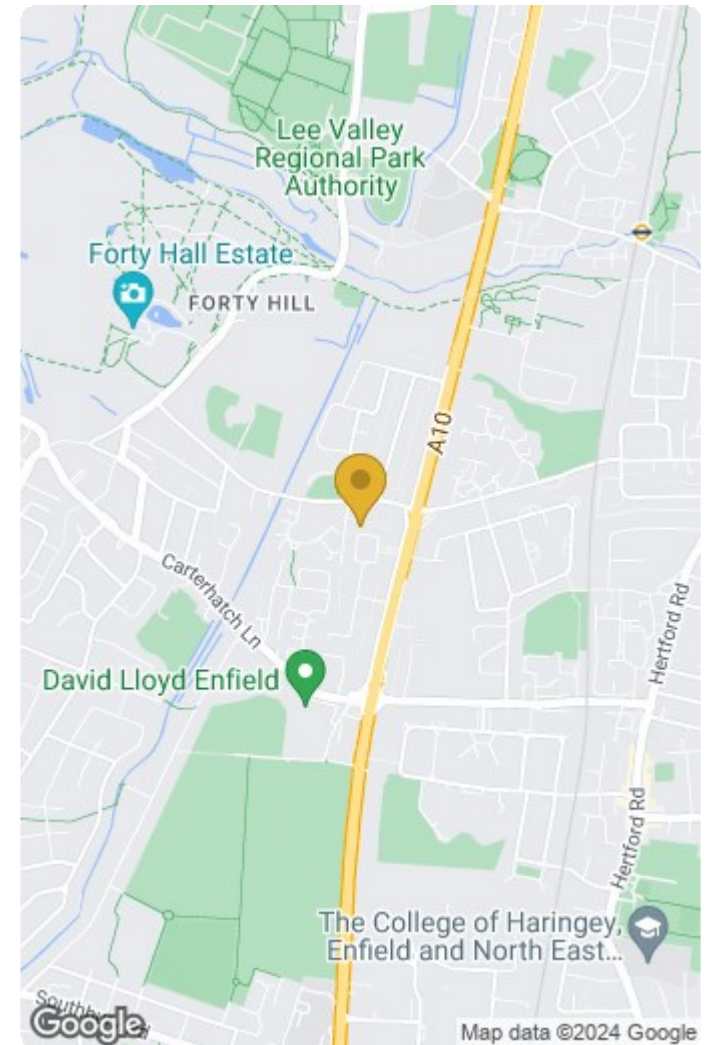 Lee Valley
Regional Park
Authority
Forty Hall Estate
FORTY HILL
A10
Carterhatch Ln
Hertford Rd
David Lloyd Enfield
Hertford Rd
The College of Haringey,
Enfield and North East...
Google
Map data ©2024 Google